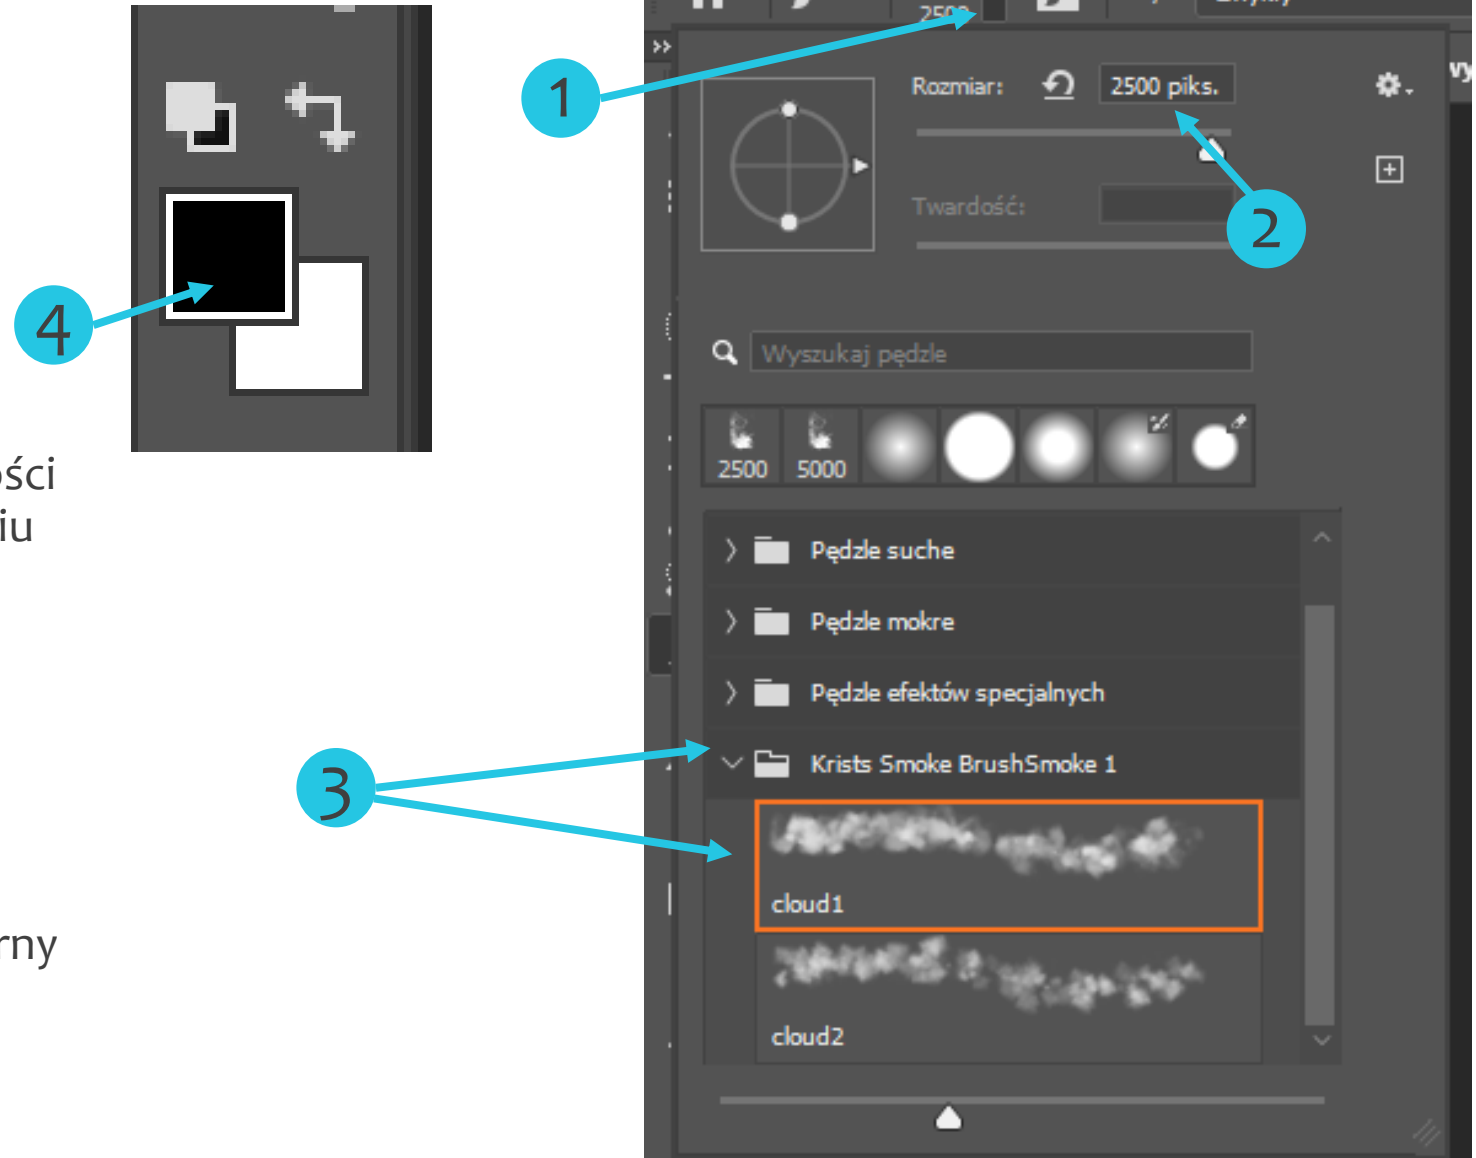 1
2500
Rozmiar:
2500 piks.
2
Twardość:
4
Wyszukaj pędzle
2500
5000
Pędzle suche
Pędzle mokre
Pędzle efektów specjalnych
3
Krists Smoke BrushSmoke 1
cloud1
cloud2
ści
iu
rny